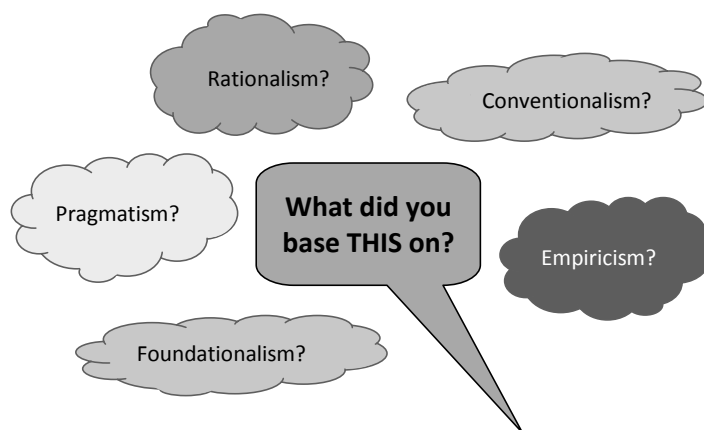 Rationalism?
Conventionalism?
Pragmatism?
What did you
base THIS on?
Empiricism?
Foundationalism?